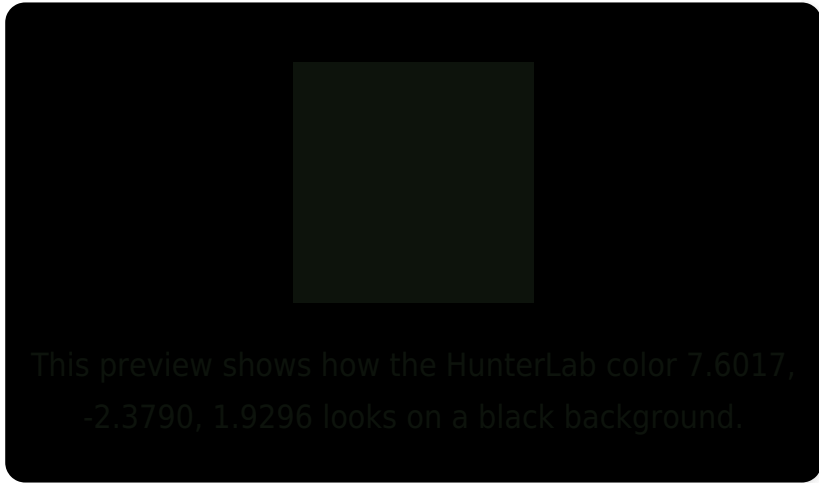 This preview shows how the HunterLab color 7.6017,
-2.3790, 1.9296 looks on a black background.